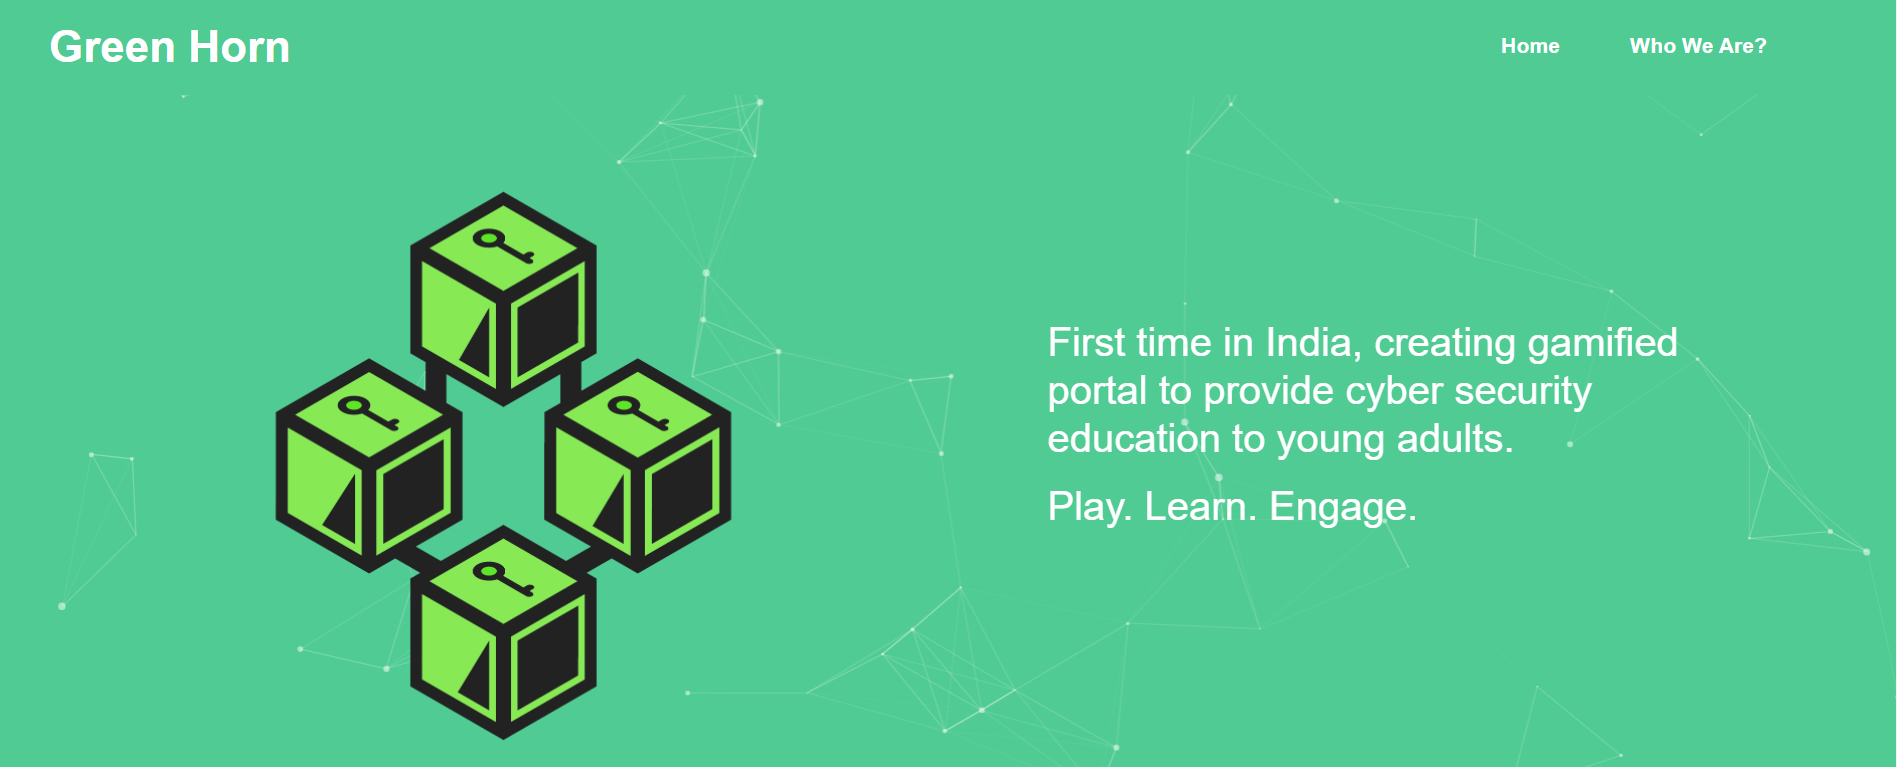 Green Horn
Home
Who We Are?
First time in India, creating gamified
portal to provide cyber security
education to young adults.
Play. Learn. Engage.